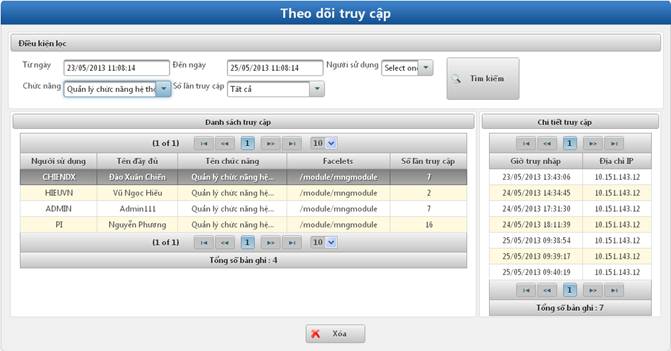 Theo dõi truy cập
Điều kiện lọc
Từ ngày 23/05/2013 11:08:14 Đến ngày 25/05/2013 11:08:14 Người sử dụng Select one Tìm kiếm
Chức năng Quản lý chức năng hệ thố Số lần truy cập Tất cả
Danh sách truy cập
(1 of 1) 1 10
Người sử dụng Tên đầy đủ Tên chức năng Facelets Số lần truy cập
CHIENDX Đào Xuân Chiến Quản lý chức năng hệ... /module/mngmodule 7
HIEUVN Vũ Ngọc Hiếu Quản lý chức năng hệ... /module/mngmodule 2
ADMIN Admin111 Quản lý chức năng hệ... /module/mngmodule 7
PI Nguyễn Phương Quản lý chức năng hệ... /module/mngmodule 16
(1 of 1) 1 10
Tổng số bản ghi : 4
Chi tiết truy cập
1
Giờ truy nhập Địa chỉ IP
23/05/2013 13:43:06 10.151.143.12
24/05/2013 14:34:45 10.151.143.12
24/05/2013 17:31:30 10.151.143.12
24/05/2013 18:11:39 10.151.143.12
25/05/2013 09:38:54 10.151.143.12
25/05/2013 09:39:17 10.151.143.12
25/05/2013 09:40:19 10.151.143.12
1
Tổng số bản ghi : 7
Xóa